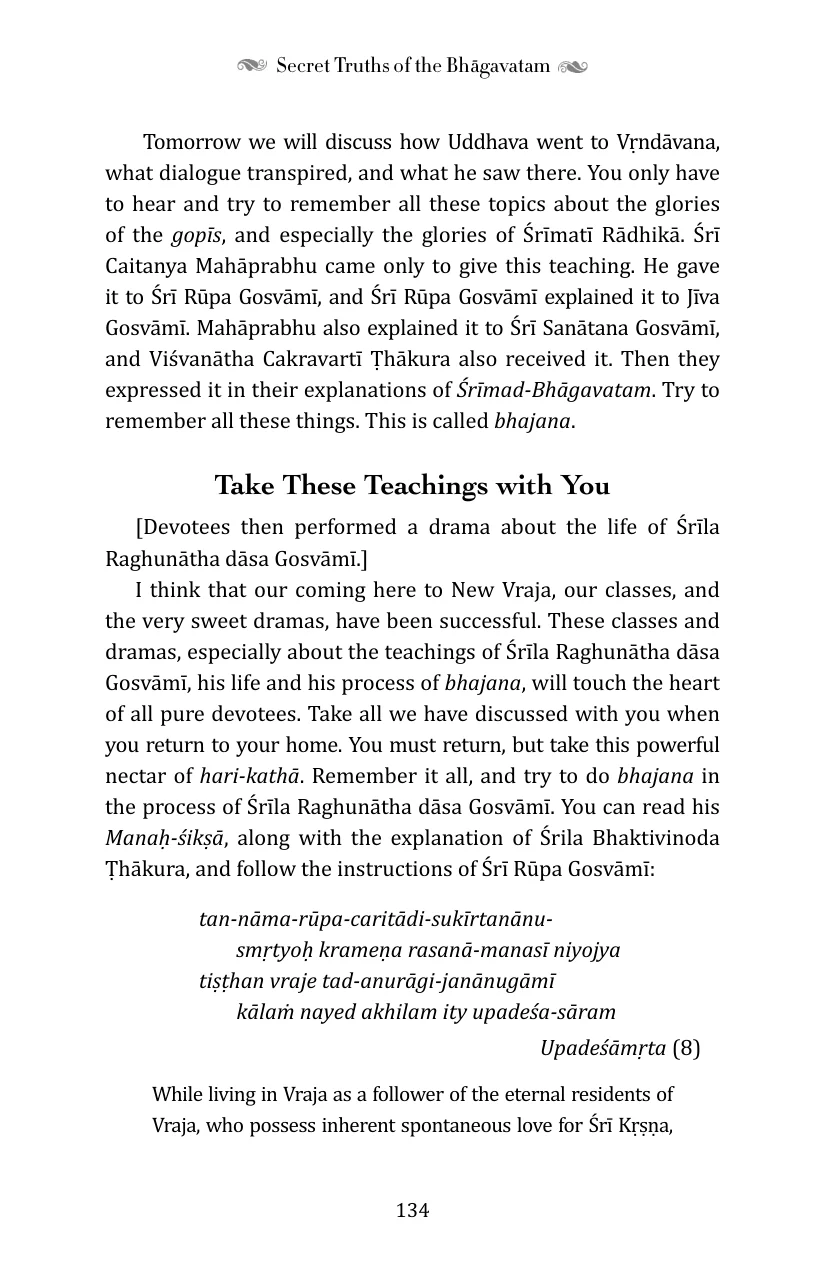 Secret Truths of the Bhāgavatam
Tomorrow we will discuss how Uddhava went to Vṛndāvana,
what dialogue transpired, and what he saw there. You only have
to hear and try to remember all these topics about the glories
of the gopīs, and especially the glories of Śrīmatī Rādhikā. Śrī
Caitanya Mahāprabhu came only to give this teaching. He gave
it to Śrī Rūpa Gosvāmī, and Śrī Rūpa Gosvāmī explained it to Jīva
Gosvāmī. Mahāprabhu also explained it to Śrī Sanātana Gosvāmī,
and Viśvanātha Cakravartī Ṭhākura also received it. Then they
expressed it in their explanations of Śrīmad-Bhāgavatam. Try to
remember all these things. This is called bhajana.
Take These Teachings with You
[Devotees then performed a drama about the life of Śrīla
Raghunātha dāsa Gosvāmī.]
I think that our coming here to New Vraja, our classes, and
the very sweet dramas, have been successful. These classes and
dramas, especially about the teachings of Śrīla Raghunātha dāsa
Gosvāmī, his life and his process of bhajana, will touch the heart
of all pure devotees. Take all we have discussed with you when
you return to your home. You must return, but take this powerful
nectar of hari-kathā. Remember it all, and try to do bhajana in
the process of Śrīla Raghunātha dāsa Gosvāmī. You can read his
Manaḥ-śikṣā, along with the explanation of Śrila Bhaktivinoda
Ṭhākura, and follow the instructions of Śrī Rūpa Gosvāmī:
tan-nāma-rūpa-caritādi-sukīrtanānu-
smṛtyoḥ krameṇa rasanā-manasī niyojya
tiṣṭhan vraje tad-anurāgi-janānugāmī
kālaṁ nayed akhilam ity upadeśa-sāram
Upadeśāmṛta (8)
While living in Vraja as a follower of the eternal residents of
Vraja, who possess inherent spontaneous love for Śrī Kṛṣṇa,
134